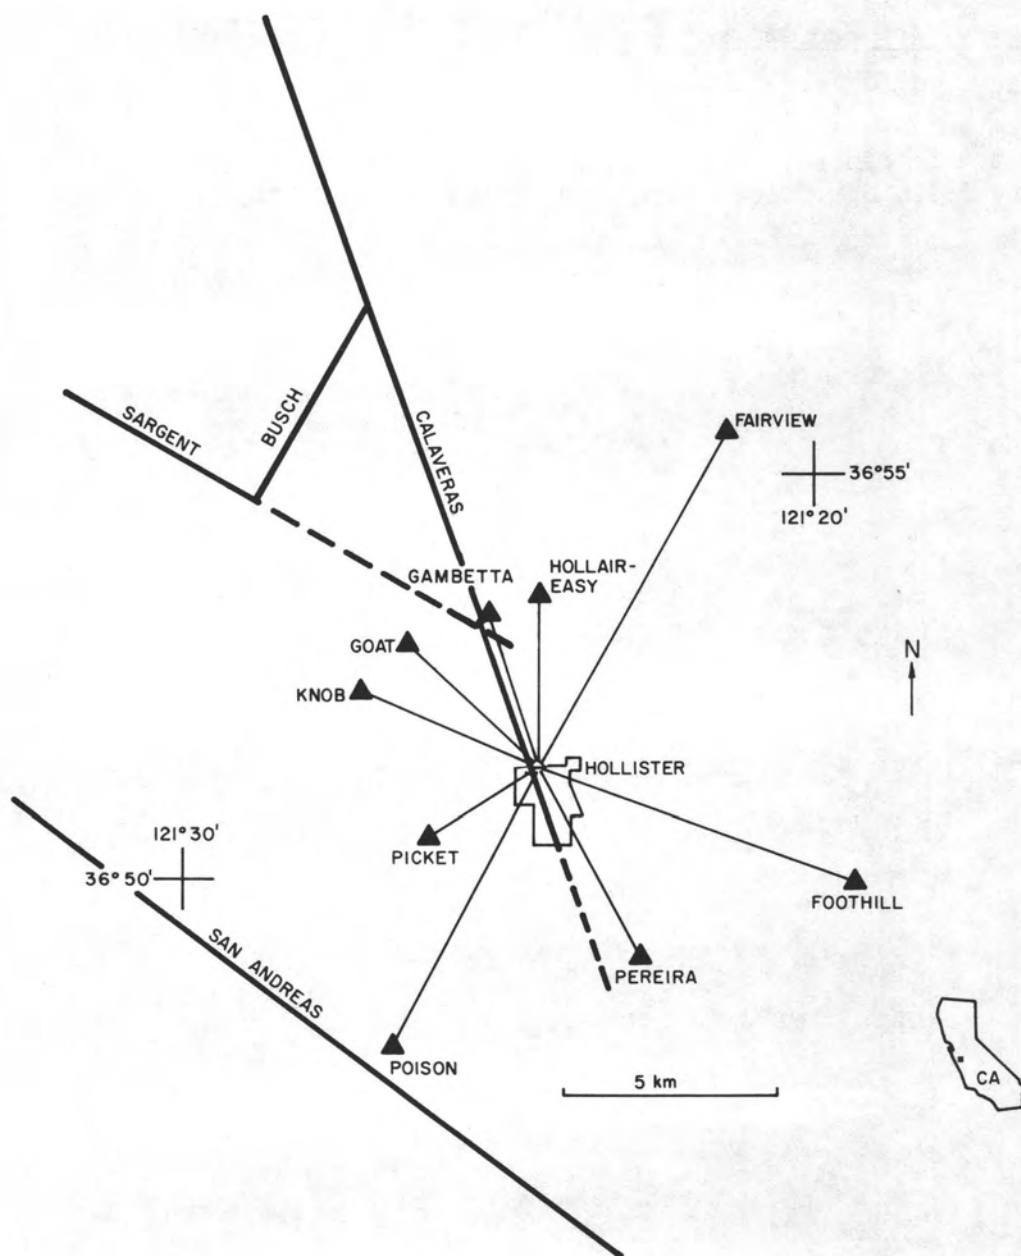 SARGENT
BUSCH
CALAVERAS
FAIRVIEW
36°55'
121°20'
GAMBETTA
HOLLAIR-
EASY
GOAT
KNOB
N
HOLLISTER
121°30'
36°50'
PICKET
FOOTHILL
SAN ANDREAS
PEREIRA
POISON
5 km
CA